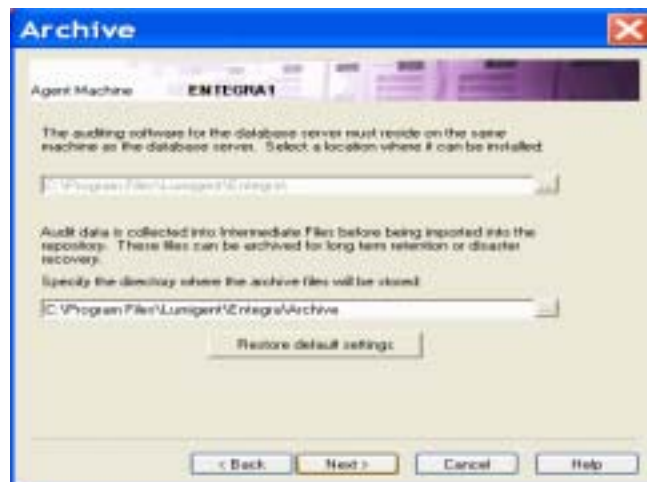 Archive
Agent Machine ENTEGRA1
The auditing software for the database server must reside on the same
machine as the database server. Select a location where it can be installed
C:\Program Files\Lumigent\Entegra\
...
Audit data is collected into Intermediate Files before being imported into the
repository. These files can be archived for long term retention or disaster
recovery.
Specify the directory where the archive files will be stored:
C:\Program Files\Lumigent\Entegra\Archive
...
Restore default settings
< Back Next > Cancel Help